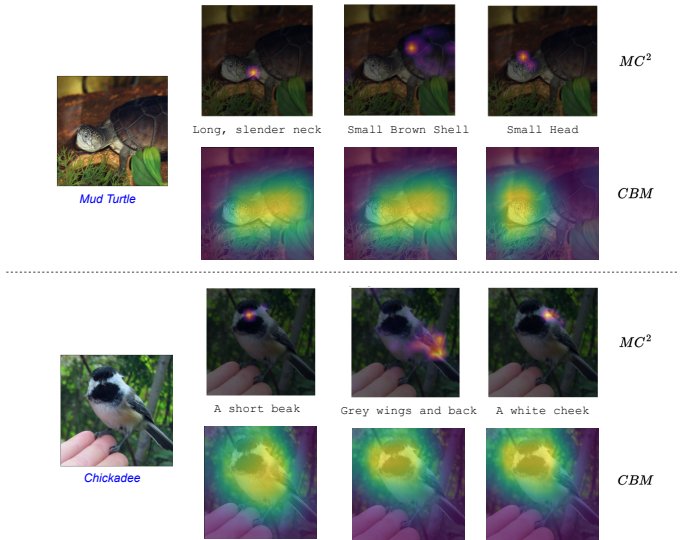 MC²
Long, slender neck Small Brown Shell Small Head
CBM
Mud Turtle
MC²
A short beak Grey wings and back A white cheek
CBM
Chickadee